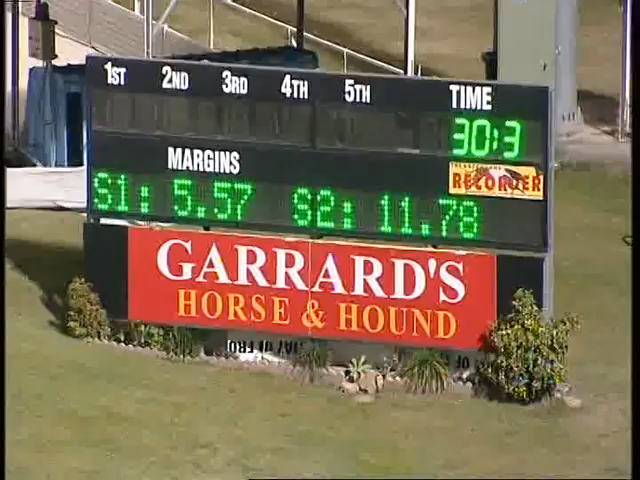 1ST 2ND 3RD 4TH 5TH TIME
30:3
MARGINS
RECORDER
S1: 5.57 S2: 11.78
GARRARD'S
HORSE & HOUND